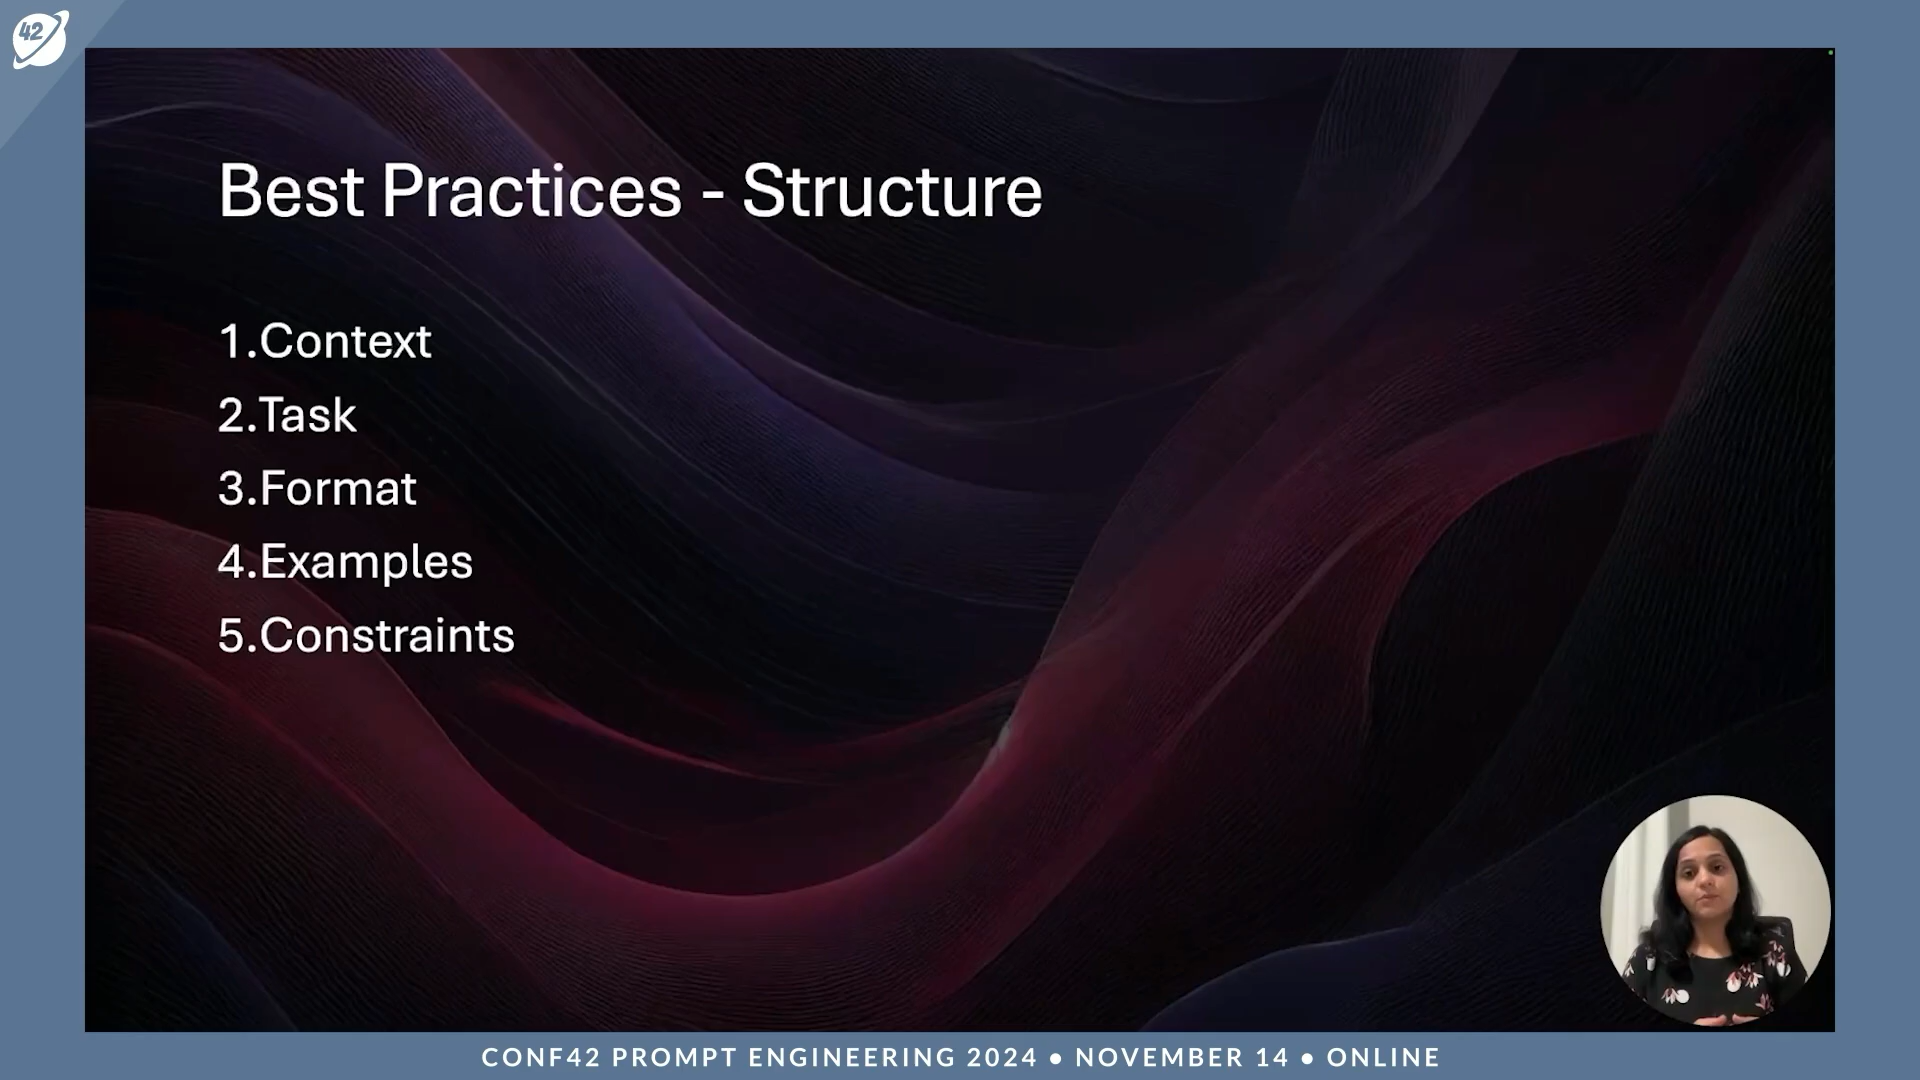 42
Best Practices - Structure
1.Context
2.Task
3.Format
4.Examples
5.Constraints
CONF42 PROMPT ENGINEERING 2024 • NOVEMBER 14 • ONLINE